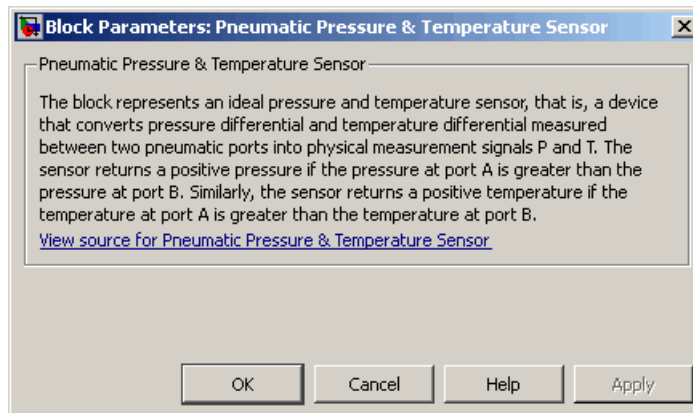 Block Parameters: Pneumatic Pressure & Temperature Sensor
Pneumatic Pressure & Temperature Sensor
The block represents an ideal pressure and temperature sensor, that is, a device
that converts pressure differential and temperature differential measured
between two pneumatic ports into physical measurement signals P and T. The
sensor returns a positive pressure if the pressure at port A is greater than the
pressure at port B. Similarly, the sensor returns a positive temperature if the
temperature at port A is greater than the temperature at port B.
View source for Pneumatic Pressure & Temperature Sensor
OK Cancel Help Apply